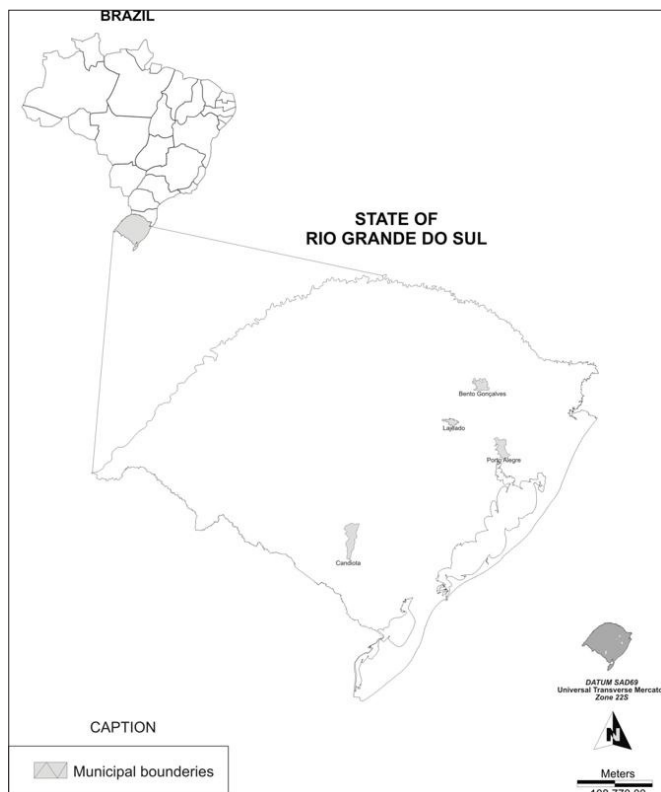 BRAZIL
STATE OF
RIO GRANDE DO SUL
Bento Gonçalves
Lajeado
Porto Alegre
Candiota
DATUM SAD69
Universal Transverse Mercato
Zone 22S
N
CAPTION
Municipal bounderies
Meters